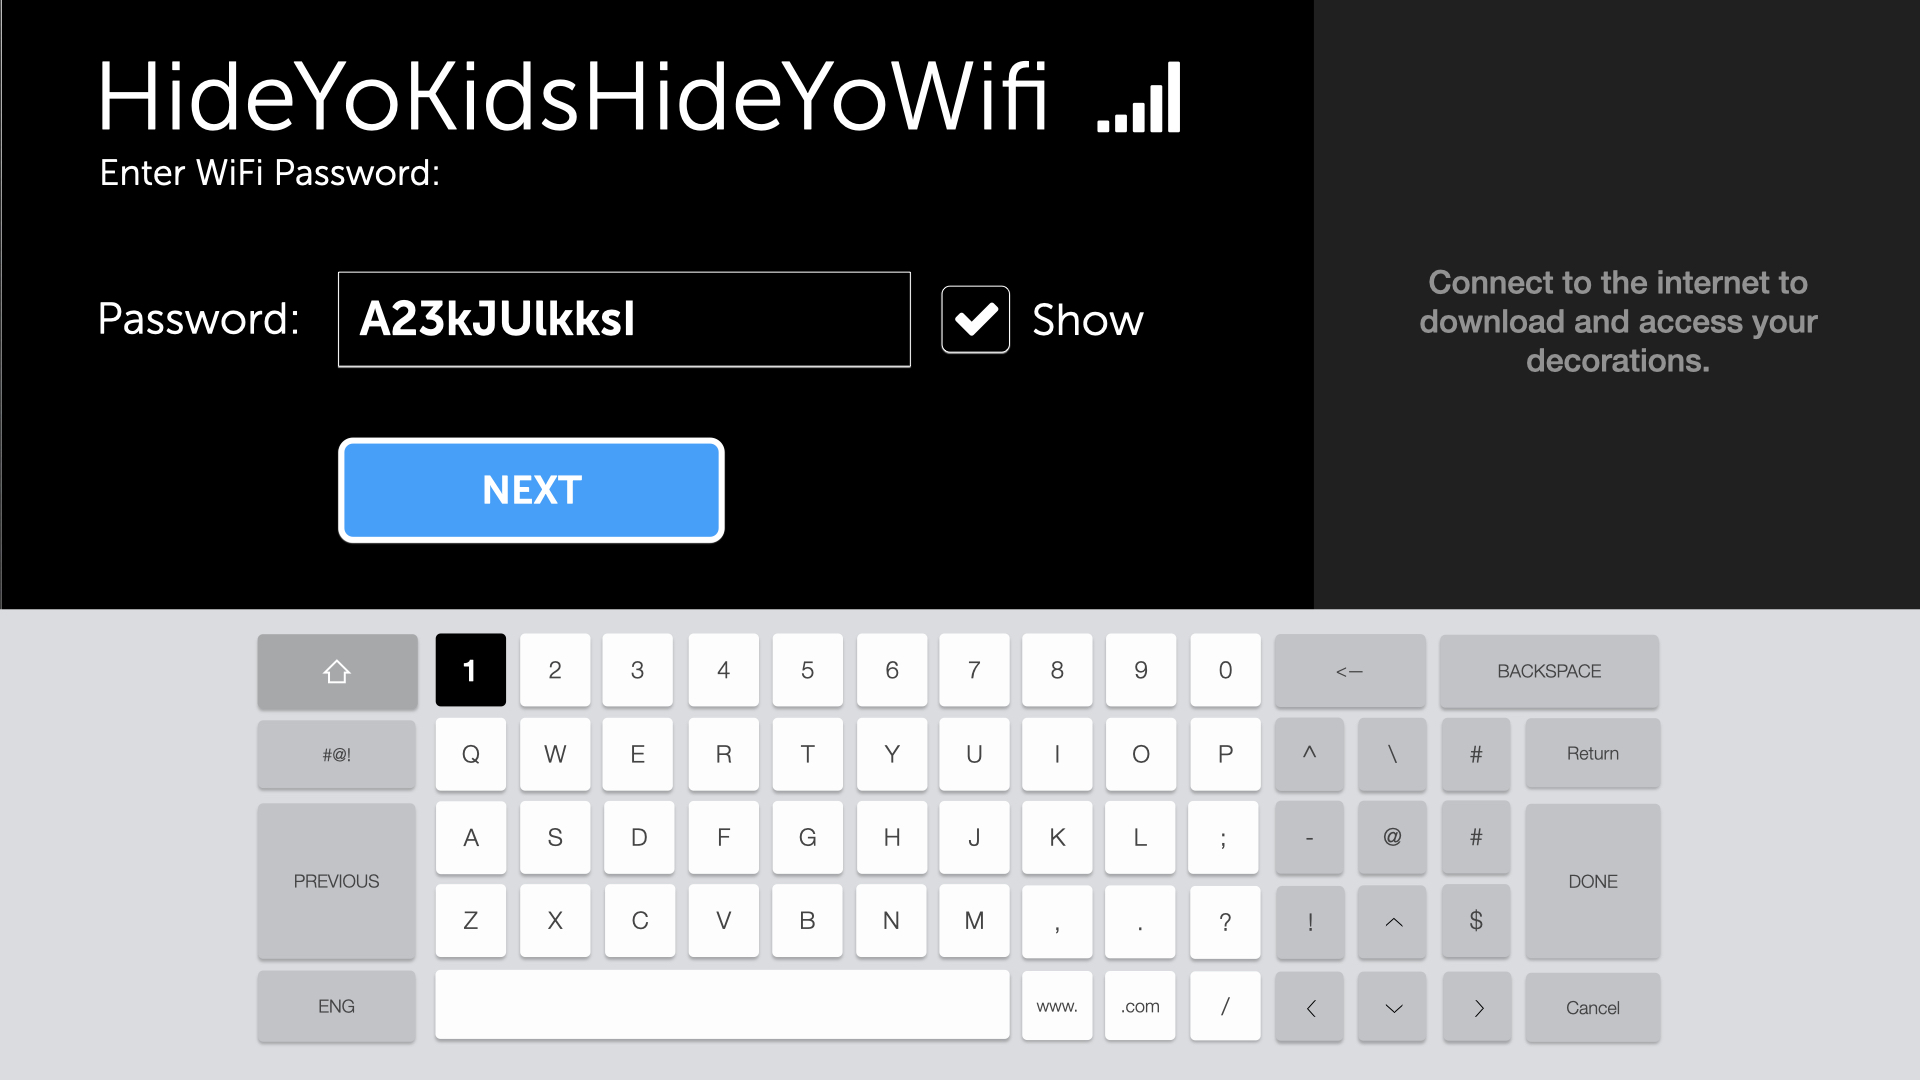 HideYoKidsHideYoWifi
Enter WiFi Password:
Password: A23kJUlkksl Show
NEXT
Connect to the internet to
download and access your
decorations.
1 2 3 4 5 6 7 8 9 0 <— BACKSPACE
#@! Q W E R T Y U I O P ^ \ # Return
A S D F G H J K L ; - @ #
PREVIOUS DONE
Z X C V B N M , . ? ! ^ $
ENG www. .com / < > Cancel